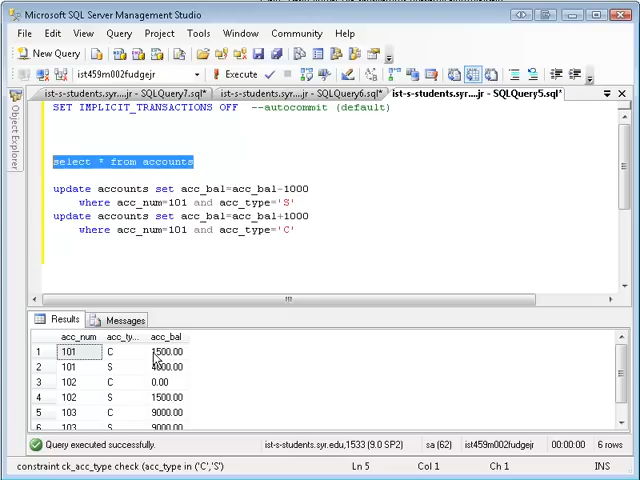 Microsoft SQL Server Management Studio
File Edit View Query Project Tools Window Community Help
New Query
ist459m002fudgejr Execute
ist-s-students.syr....jr - SQLQuery7.sql* ist-s-students.syr....jr - SQLQuery6.sql* ist-s-students.syr....jr - SQLQuery5.sql*
Object Explorer
SET IMPLICIT_TRANSACTIONS OFF --autocommit (default)
select * from accounts
update accounts set acc_bal=acc_bal-1000
where acc_num=101 and acc_type='S'
update accounts set acc_bal=acc_bal+1000
where acc_num=101 and acc_type='C'
Results Messages
acc_num acc_ty... acc_bal
1 101 C 1500.00
2 101 S 4000.00
3 102 C 0.00
4 102 S 1500.00
5 103 C 9000.00
6 103 S 9000.00
Query executed successfully. ist-s-students.syr.edu,1533 (9.0 SP2) sa (62) ist459m002fudgejr 00:00:00 6 rows
constraint ck_acc_type check (acc_type in ('C','S') Ln 5 Col 1 Ch 1 INS